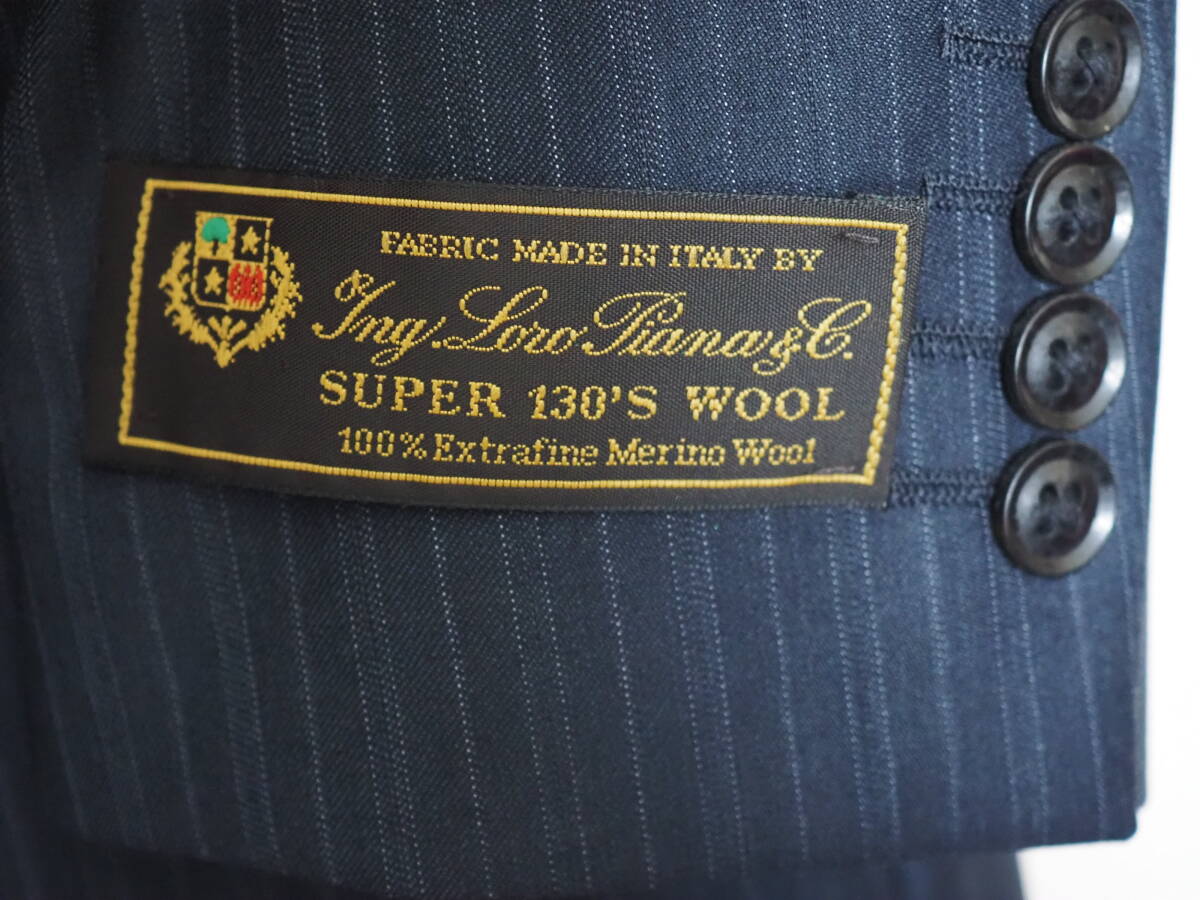 FABRIC MADE IN ITALY BY
Ing. Loro Piana & C.
SUPER 130'S WOOL
100% Extrafine Merino Wool